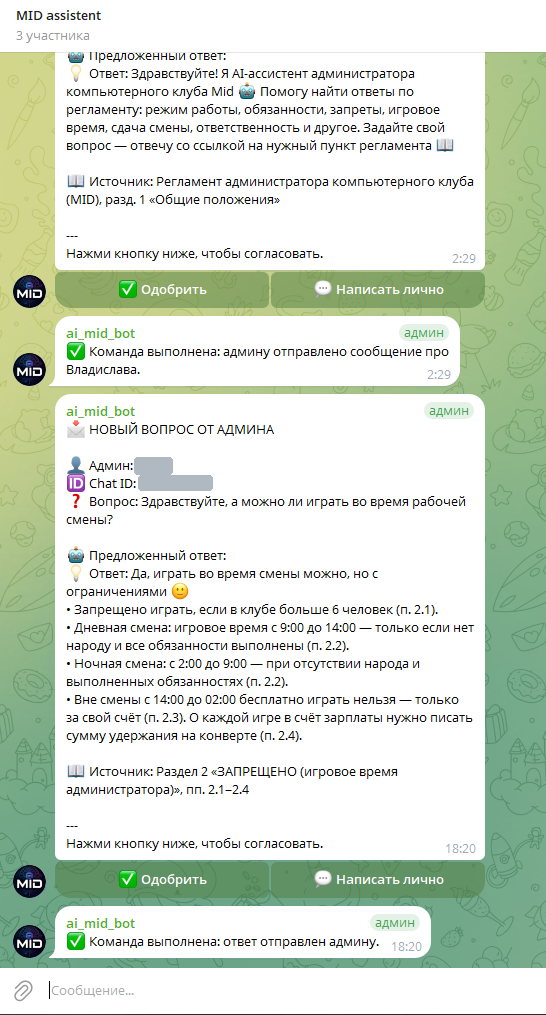 MID assistent
3 участника
🤖 Предложенный ответ:
💡 Ответ: Здравствуйте! Я AI-ассистент администратора
компьютерного клуба Mid 🤖 Помогу найти ответы по
регламенту: режим работы, обязанности, запреты, игровое
время, сдача смены, ответственность и другое. Задайте свой
вопрос — отвечу со ссылкой на нужный пункт регламента 📖
📖 Источник: Регламент администратора компьютерного клуба
(MID), разд. 1 «Общие положения»
---
Нажми кнопку ниже, чтобы согласовать.
2:29
MID
✅ Одобрить
💬 Написать лично
ai_mid_bot
админ
✅ Команда выполнена: админу отправлено сообщение про
Владислава.
2:29
MID
ai_mid_bot
админ
📩 НОВЫЙ ВОПРОС ОТ АДМИНА
👤 Админ:
🆔 Chat ID:
❓ Вопрос: Здравствуйте, а можно ли играть во время рабочей
смены?
🤖 Предложенный ответ:
💡 Ответ: Да, играть во время смены можно, но с
ограничениями 🙂
• Запрещено играть, если в клубе больше 6 человек (п. 2.1).
• Дневная смена: игровое время с 9:00 до 14:00 — только если нет
народу и все обязанности выполнены (п. 2.2).
• Ночная смена: с 2:00 до 9:00 — при отсутствии народа и
выполненных обязанностях (п. 2.2).
• Вне смены с 14:00 до 02:00 бесплатно играть нельзя — только
за свой счёт (п. 2.3). О каждой игре в счёт зарплаты нужно писать
сумму удержания на конверте (п. 2.4).
📖 Источник: Раздел 2 «ЗАПРЕЩЕНО (игровое время
администратора)», пп. 2.1–2.4
---
Нажми кнопку ниже, чтобы согласовать.
18:20
MID
✅ Одобрить
💬 Написать лично
ai_mid_bot
админ
✅ Команда выполнена: ответ отправлен админу.
18:20
MID
Сообщение...